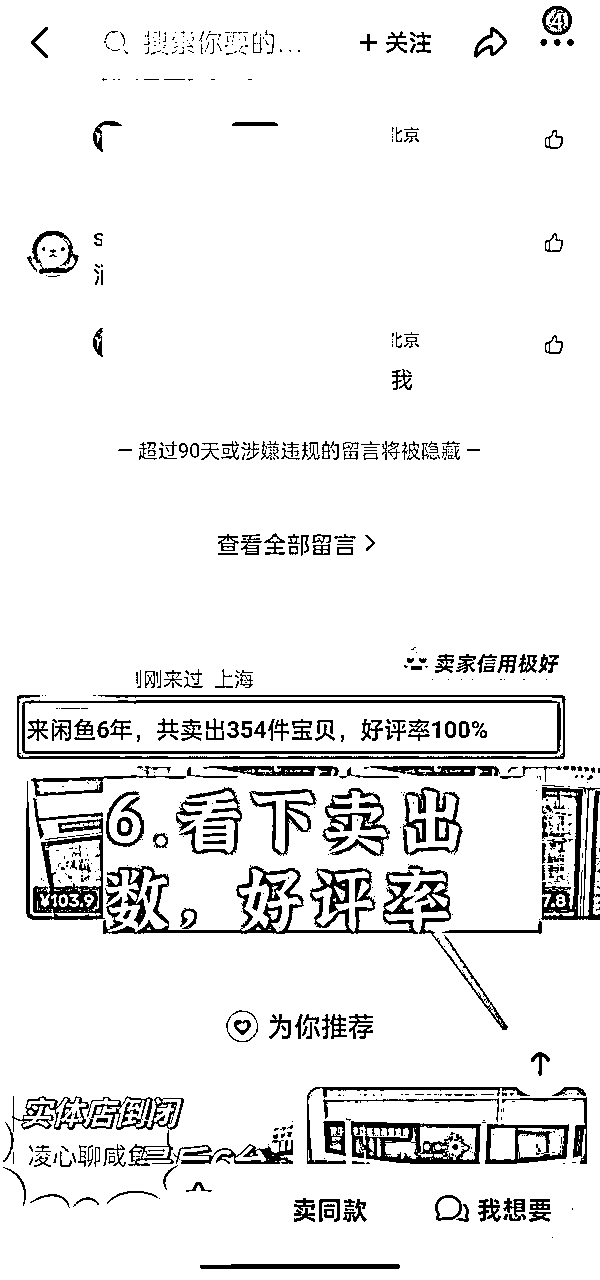 搜索你要的...
+ 关注
4
北京
北京
我
— 超过90天或涉嫌违规的留言将被隐藏 —
查看全部留言 >
卖家信用极好
刚来过 上海
来闲鱼6年，共卖出354件宝贝，好评率100%
6。看下卖出
数，好评率
¥103.9
7.8
为你推荐
实体店倒闭
凌心聊咸鱼
卖同款
我想要